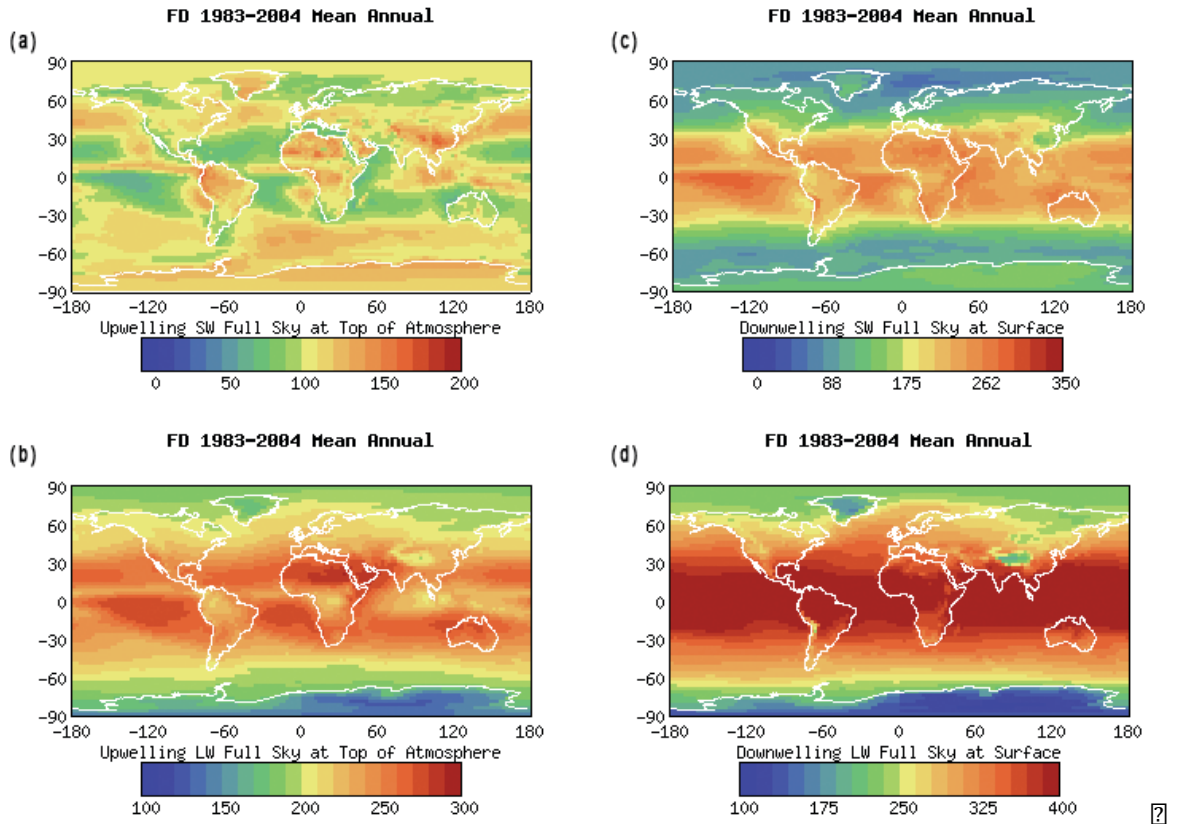 FD 1983-2004 Mean Annual
(a)
90
60
30
0
-30
-60
-90
-180 -120 -60 0 60 120 180
Upwelling SW Full Sky at Top of Atmosphere
0 50 100 150 200
FD 1983-2004 Mean Annual
(c)
90
60
30
0
-30
-60
-90
-180 -120 -60 0 60 120 180
Downwelling SW Full Sky at Surface
0 88 175 262 350
FD 1983-2004 Mean Annual
(b)
90
60
30
0
-30
-60
-90
-180 -120 -60 0 60 120 180
Upwelling LW Full Sky at Top of Atmosphere
100 150 200 250 300
FD 1983-2004 Mean Annual
(d)
90
60
30
0
-30
-60
-90
-180 -120 -60 0 60 120 180
Downwelling LW Full Sky at Surface
100 175 250 325 400
?